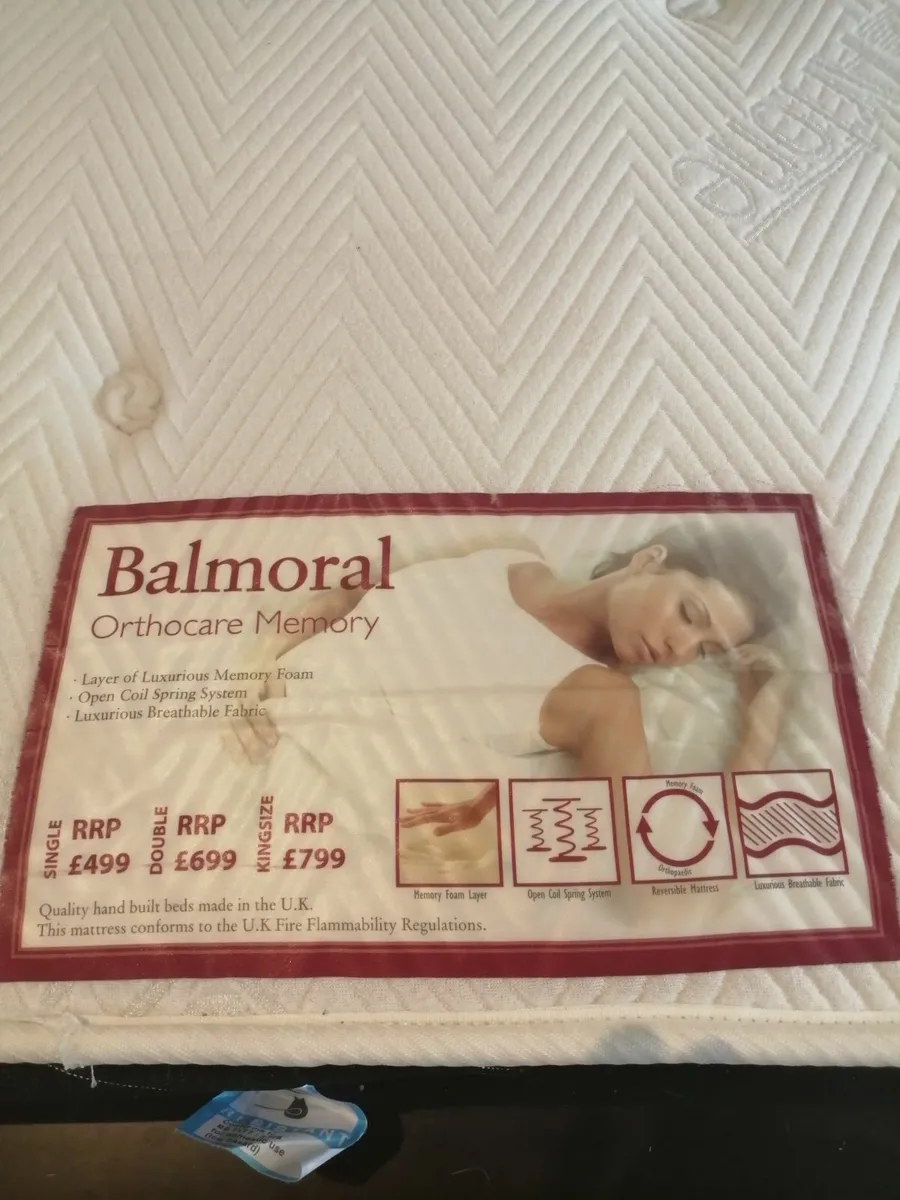 Balmoral
Orthocare Memory
· Layer of Luxurious Memory Foam
· Open Coil Spring System
· Luxurious Breathable Fabric
SINGLE RRP £499
DOUBLE RRP £699
KINGSIZE RRP £799
Memory Foam
Orthopaedic
Memory Foam Layer
Open Coil Spring System
Reversible Mattress
Luxurious Breathable Fabric
Quality hand built beds made in the U.K.
This mattress conforms to the U.K Fire Flammability Regulations.
RESISTANT
use